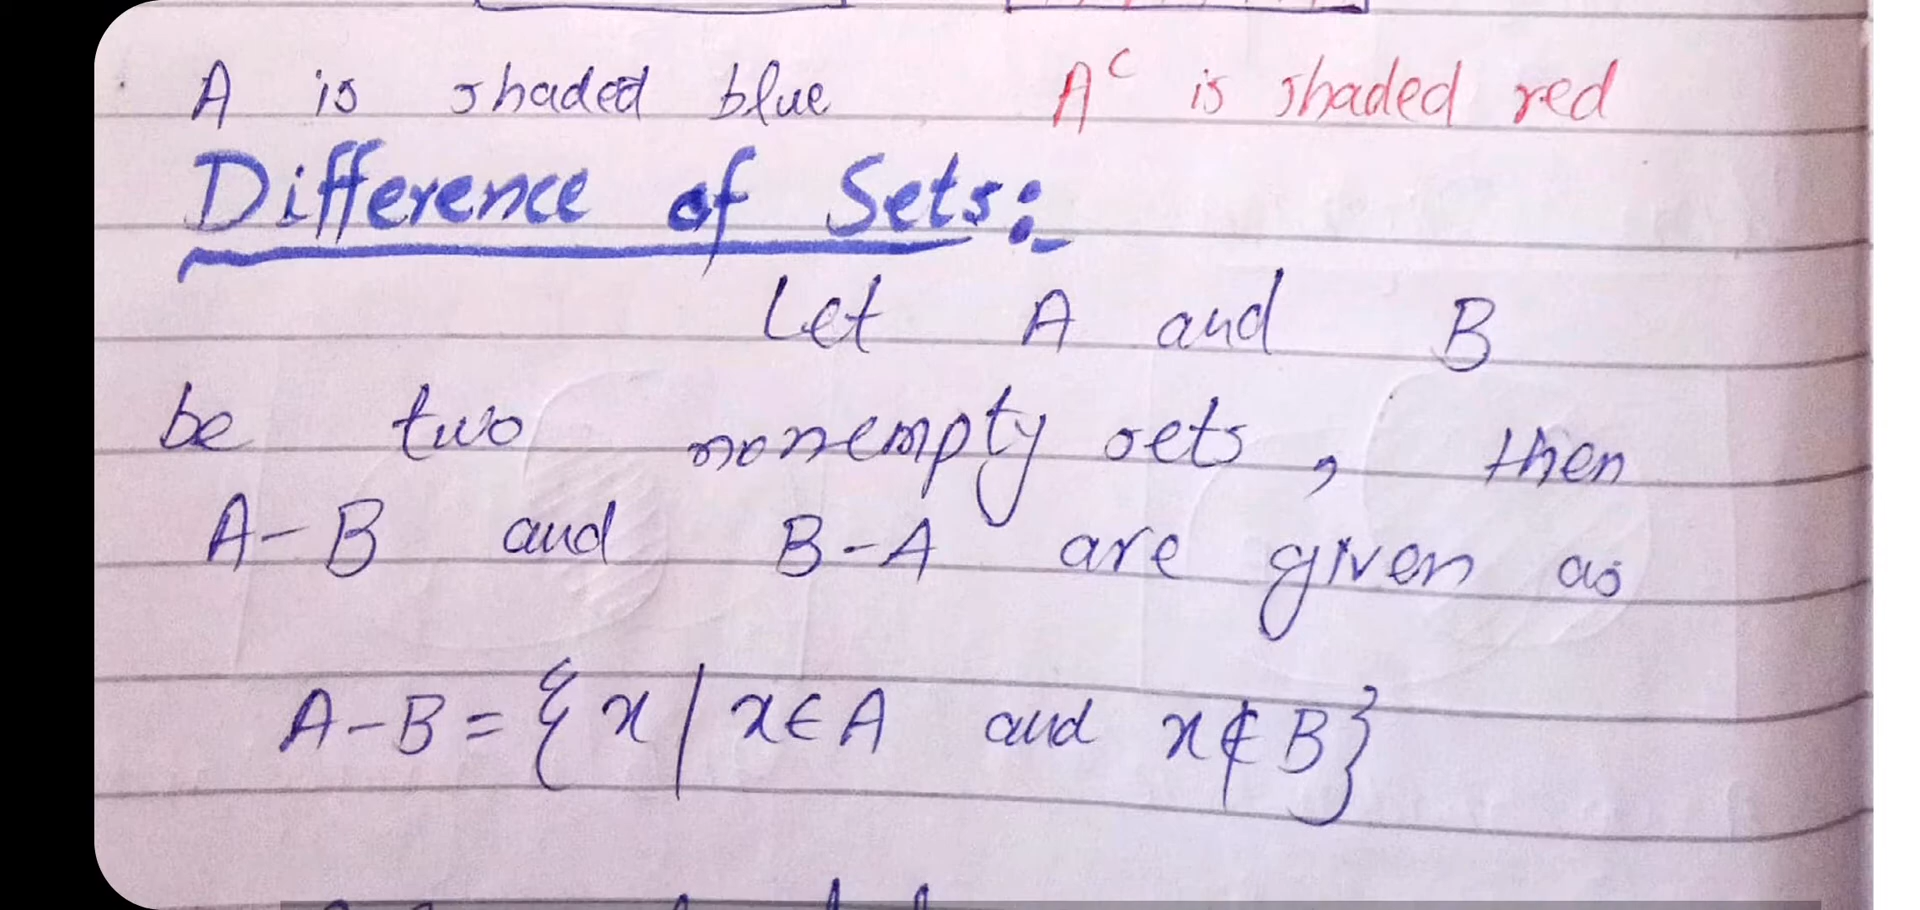 A is shaded blue A^c is shaded red
Difference of Sets:-
Let A and B
be two nonempty sets, then
A-B and B-A are given as
A-B = {x | x∈A and x∉B}